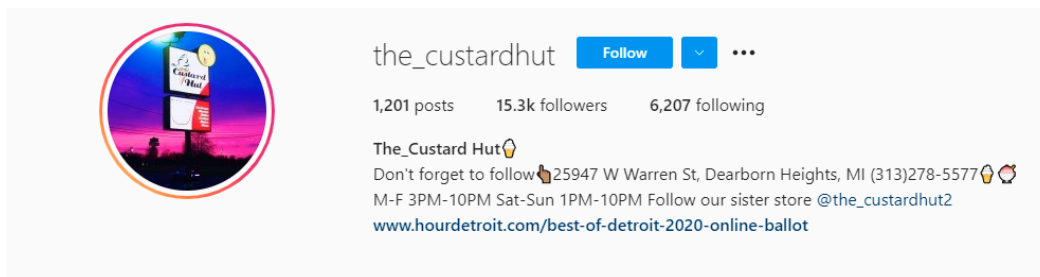 Custard
Hut
the_custardhut Follow
1,201 posts 15.3k followers 6,207 following
The_Custard Hut🍦
Don't forget to follow👆🏾25947 W Warren St, Dearborn Heights, MI (313)278-5577🍦🍧
M-F 3PM-10PM Sat-Sun 1PM-10PM Follow our sister store @the_custardhut2
www.hourdetroit.com/best-of-detroit-2020-online-ballot